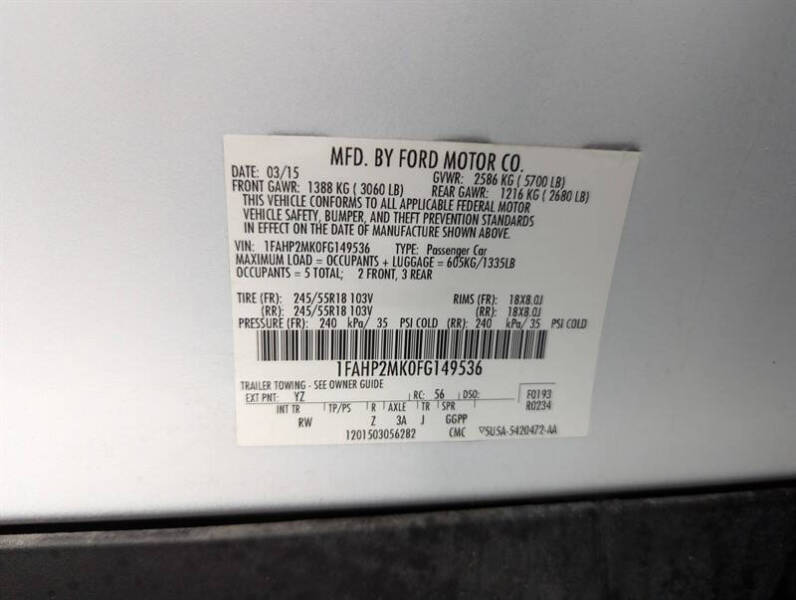 MFD. BY FORD MOTOR CO.
DATE: 03/15 GVWR: 2586 KG ( 5700 LB)
FRONT GAWR: 1388 KG ( 3060 LB) REAR GAWR: 1216 KG ( 2680 LB)
THIS VEHICLE CONFORMS TO ALL APPLICABLE FEDERAL MOTOR
VEHICLE SAFETY, BUMPER, AND THEFT PREVENTION STANDARDS
IN EFFECT ON THE DATE OF MANUFACTURE SHOWN ABOVE.
VIN: 1FAHP2MK0FG149536 TYPE: Passenger Car
MAXIMUM LOAD = OCCUPANTS + LUGGAGE = 605KG/1335LB
OCCUPANTS = 5 TOTAL; 2 FRONT, 3 REAR
TIRE (FR): 245/55R18 103V RIMS (FR): 18X8.0J
(RR): 245/55R18 103V (RR): 18X8.0J
PRESSURE (FR): 240 kPa/ 35 PSI COLD (RR): 240 kPa/ 35 PSI COLD
1FAHP2MK0FG149536
TRAILER TOWING - SEE OWNER GUIDE
EXT PNT: YZ RC: 56 DSO: F0193
INT TR TP/PS R AXLE TR SPR R0234
RW Z 3A J GGPP
1201503056282 CMC SUSA-5420472-AA